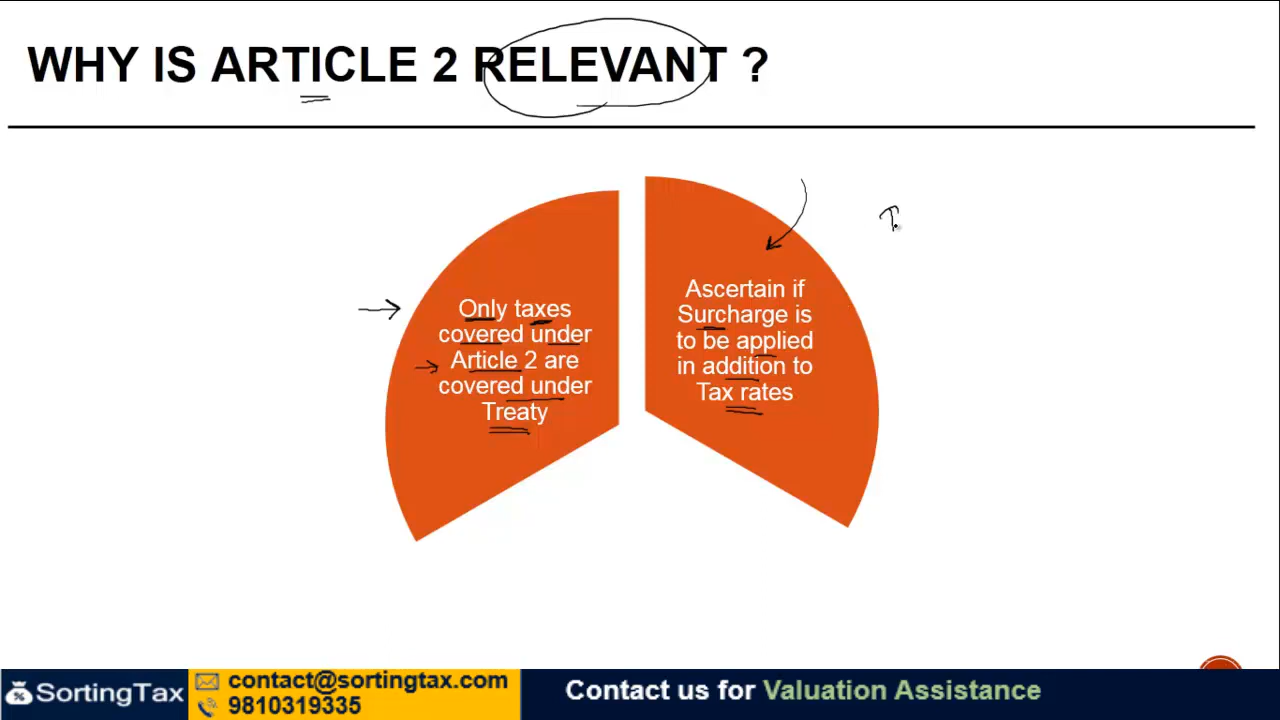 WHY IS ARTICLE 2 RELEVANT ?
Only taxes
covered under
Article 2 are
covered under
Treaty
Ascertain if
Surcharge is
to be applied
in addition to
Tax rates
SortingTax
contact@sortingtax.com
9810319335
Contact us for Valuation Assistance